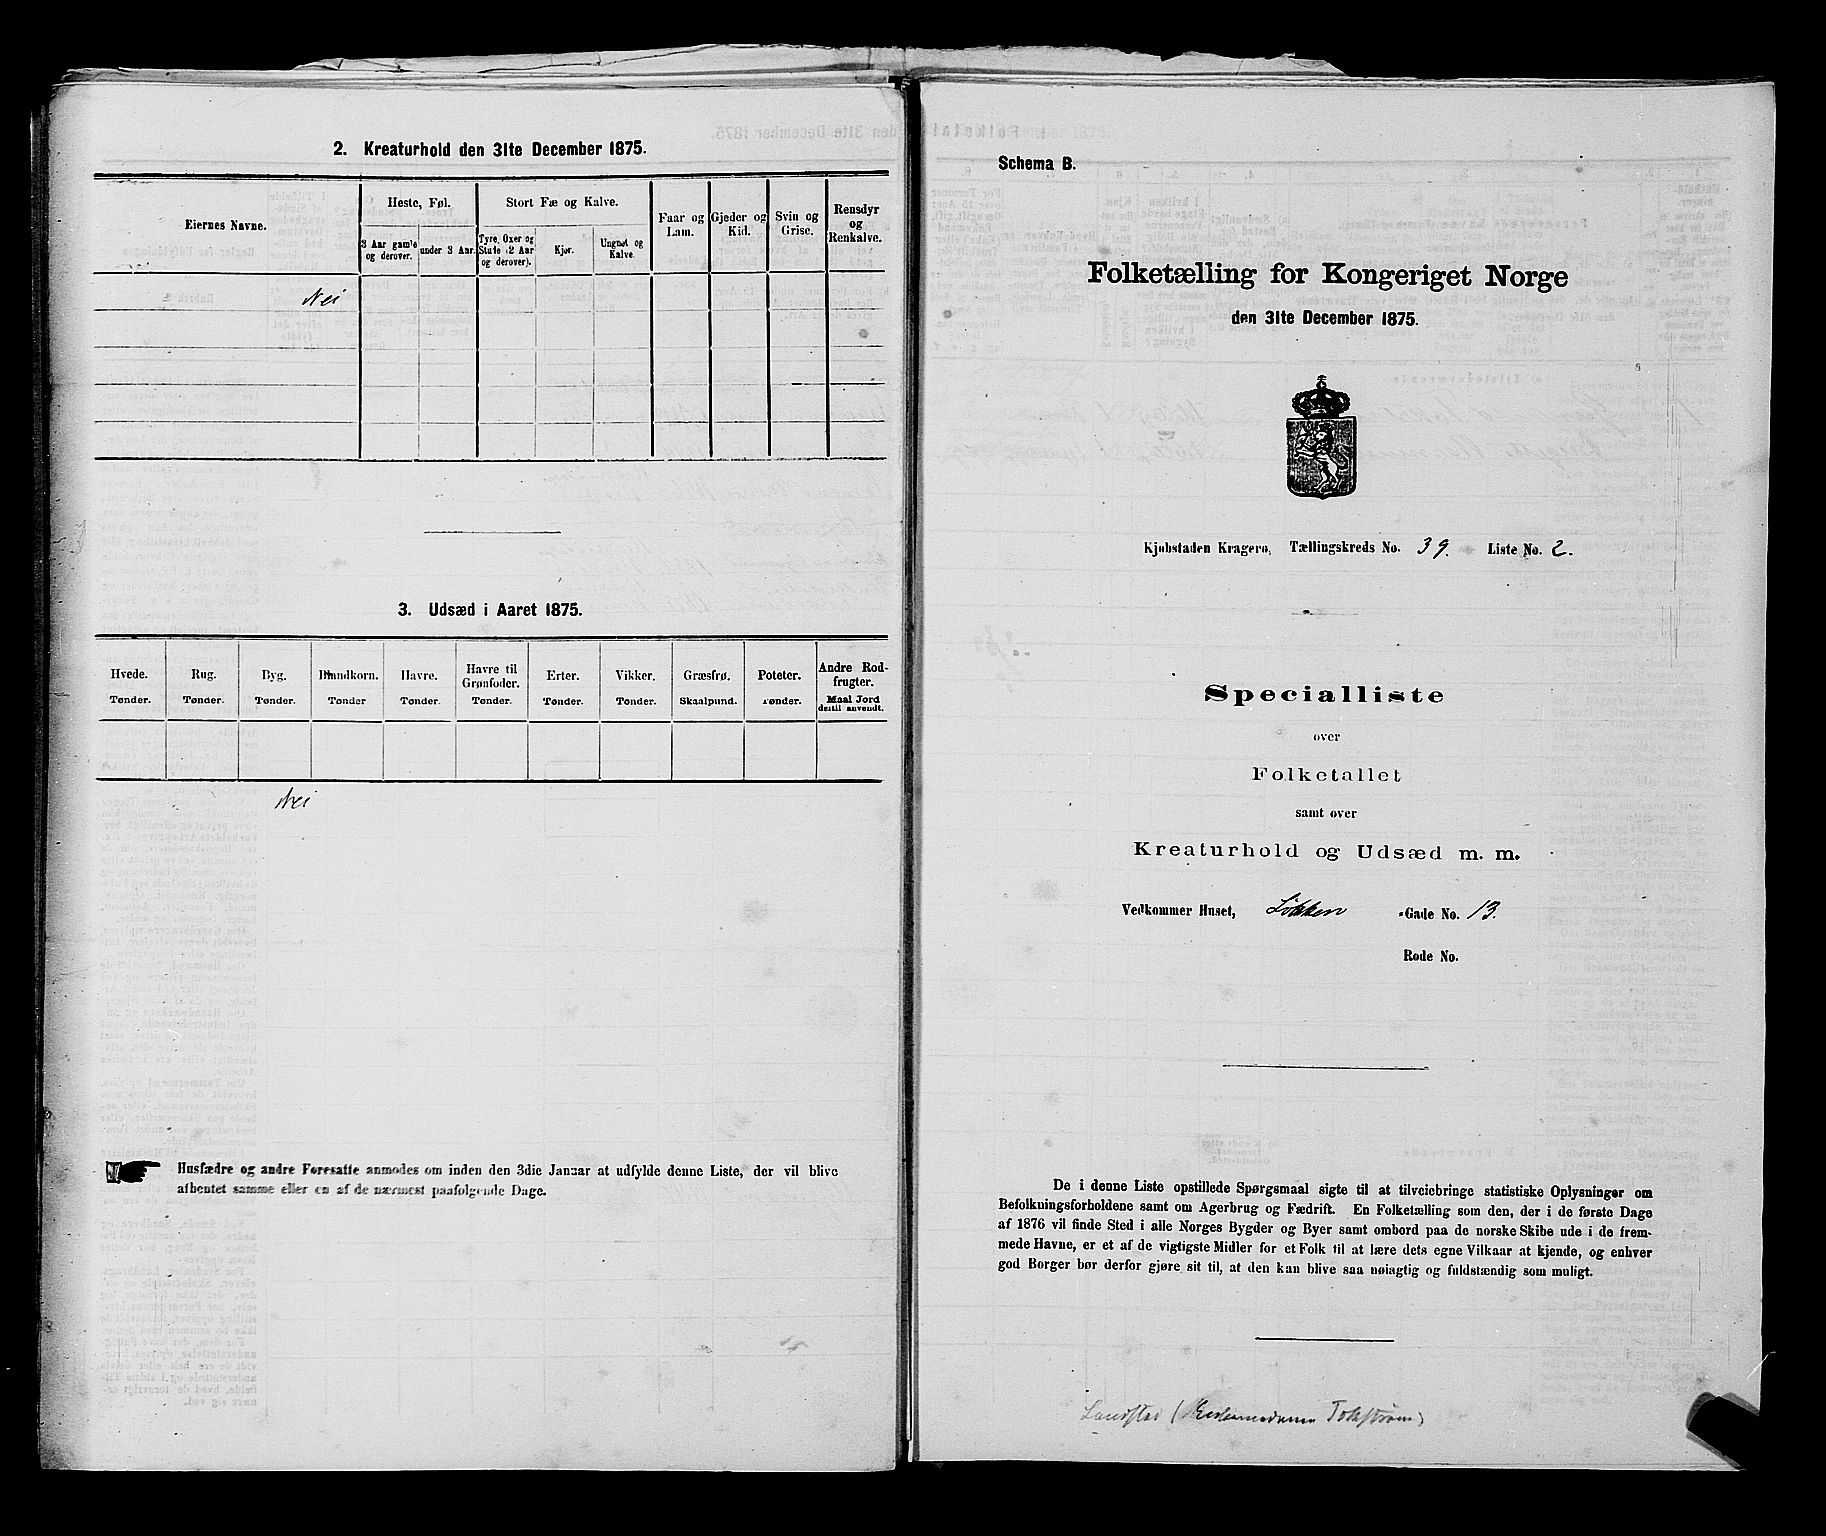 2. Kreaturhold den 31te December 1875.
Eiernes Navne.
Heste, Føl.
Stort Fæ og Kalve.
Faar og Lam.
Gjeder og Kid.
Svin og Grise.
Rensdyr og Renkalve.
3 Aar gamle og derover.
under 3 Aar.
Tyre, Oxer og Stude (2 Aar og derover).
Kjør.
Ungnøt og Kalve.
Nei
3. Udsæd i Aaret 1875.
Hvede. Rug. Byg. Blandkorn. Havre. Havre til Grønfoder. Erter. Vikker. Græsfrø. Poteter. Andre Rodfrugter.
Tønder. Tønder. Tønder. Tønder Tønder. Tønder. Tønder. Tønder. Skaalpund. Tønder. Maal Jord dertil anvendt.
Nei
Husfædre og andre Foresatte anmodes om inden den 3die Januar at udfylde denne Liste, der vil blive
afhentet samme eller en af de nærmest paafølgende Dage.
Schema B.
Folketælling for Kongeriget Norge
den 31te December 1875.
Kjøbstaden Kragerø, Tællingskreds No. 39. Liste No. 2.
Specialliste
over
Folketallet
samt over
Kreaturhold og Udsæd m. m.
Vedkommer Huset, Løkken -Gade No. 13.
Rode No.
De i denne Liste opstillede Spørgsmaal sigte til at tilveiebringe statistiske Oplysninger om
Befolkningsforholdene samt om Agerbrug og Fædrift. En Folketælling som den, der i de første Dage
af 1876 vil finde Sted i alle Norges Bygder og Byer samt ombord paa de norske Skibe ude i de frem-
mede Havne, er et af de vigtigste Midler for et Folk til at lære dets egne Vilkaar at kjende, og enhver
god Borger bør derfor gjøre sit til, at den kan blive saa nøiagtig og fuldstændig som muligt.